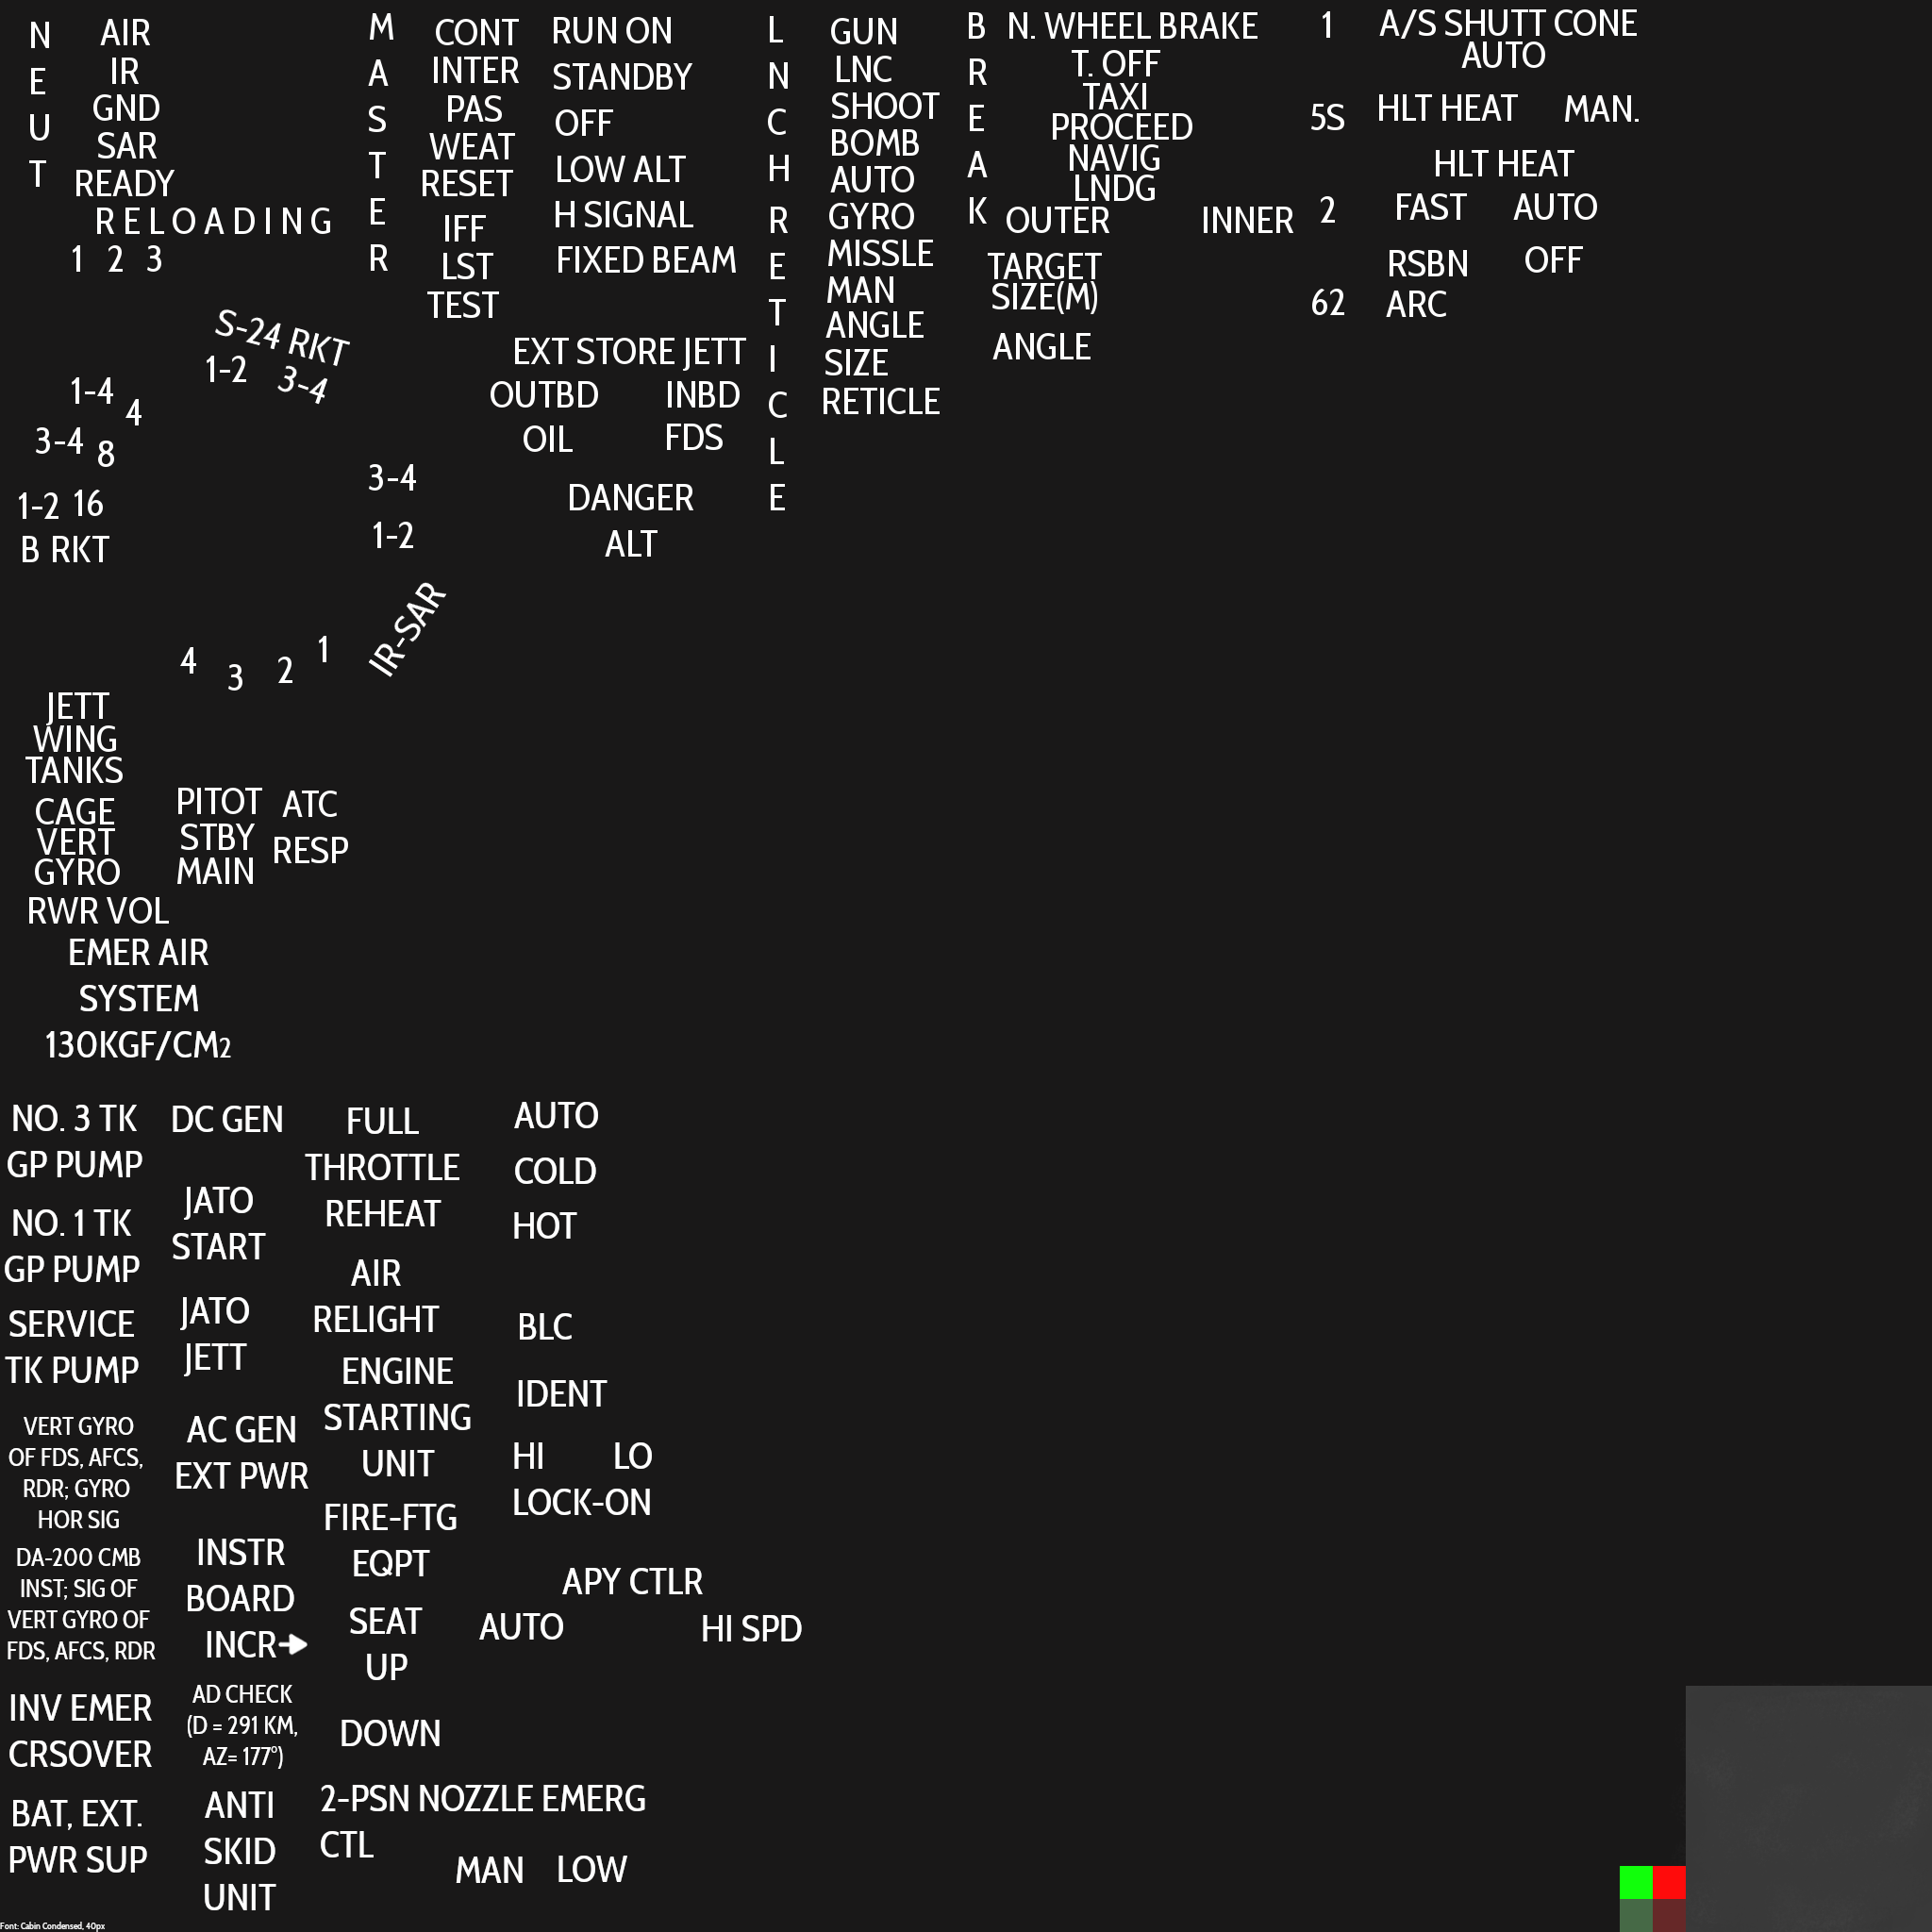 NEUT
AIR
IR
GND
SAR
READY
RELOADING
1 2 3
MASTER
CONT
INTER
PAS
WEAT
RESET
IFF
LST
TEST
RUN ON
STANDBY
OFF
LOW ALT
H SIGNAL
FIXED BEAM
LNCH RETICLE
GUN
LNC
SHOOT
BOMB
AUTO
GYRO
MISSLE
MAN
ANGLE
SIZE
RETICLE
BREAK
N. WHEEL BRAKE
T. OFF
TAXI
PROCEED
NAVIG
LNDG
OUTER INNER
TARGET
SIZE(M)
ANGLE
1
5S
2
62
A/S SHUTT CONE
AUTO
HLT HEAT MAN.
HLT HEAT
FAST AUTO
RSBN OFF
ARC
S-24 RKT
1-2 3-4
1-4 4
3-4 8
1-2 16
B RKT
3-4
1-2
IR-SAR
4 3 2 1
EXT STORE JETT
OUTBD INBD
OIL FDS
DANGER
ALT
JETT
WING
TANKS
CAGE
VERT
GYRO
PITOT
STBY
MAIN
ATC
RESP
RWR VOL
EMER AIR
SYSTEM
130KGF/CM2
NO. 3 TK
GP PUMP
NO. 1 TK
GP PUMP
SERVICE
TK PUMP
VERT GYRO
OF FDS, AFCS,
RDR; GYRO
HOR SIG
DA-200 CMB
INST; SIG OF
VERT GYRO OF
FDS, AFCS, RDR
INV EMER
CRSOVER
BAT, EXT.
PWR SUP
DC GEN
JATO
START
JATO
JETT
AC GEN
EXT PWR
INSTR
BOARD
INCR→
AD CHECK
(D = 291 KM,
AZ= 177°)
ANTI
SKID
UNIT
FULL
THROTTLE
REHEAT
AIR
RELIGHT
ENGINE
STARTING
UNIT
FIRE-FTG
EQPT
SEAT
UP
DOWN
2-PSN NOZZLE EMERG
CTL
MAN LOW
AUTO
COLD
HOT
BLC
IDENT
HI LO
LOCK-ON
APY CTLR
AUTO HI SPD
Font: Cabin Condensed, 40px